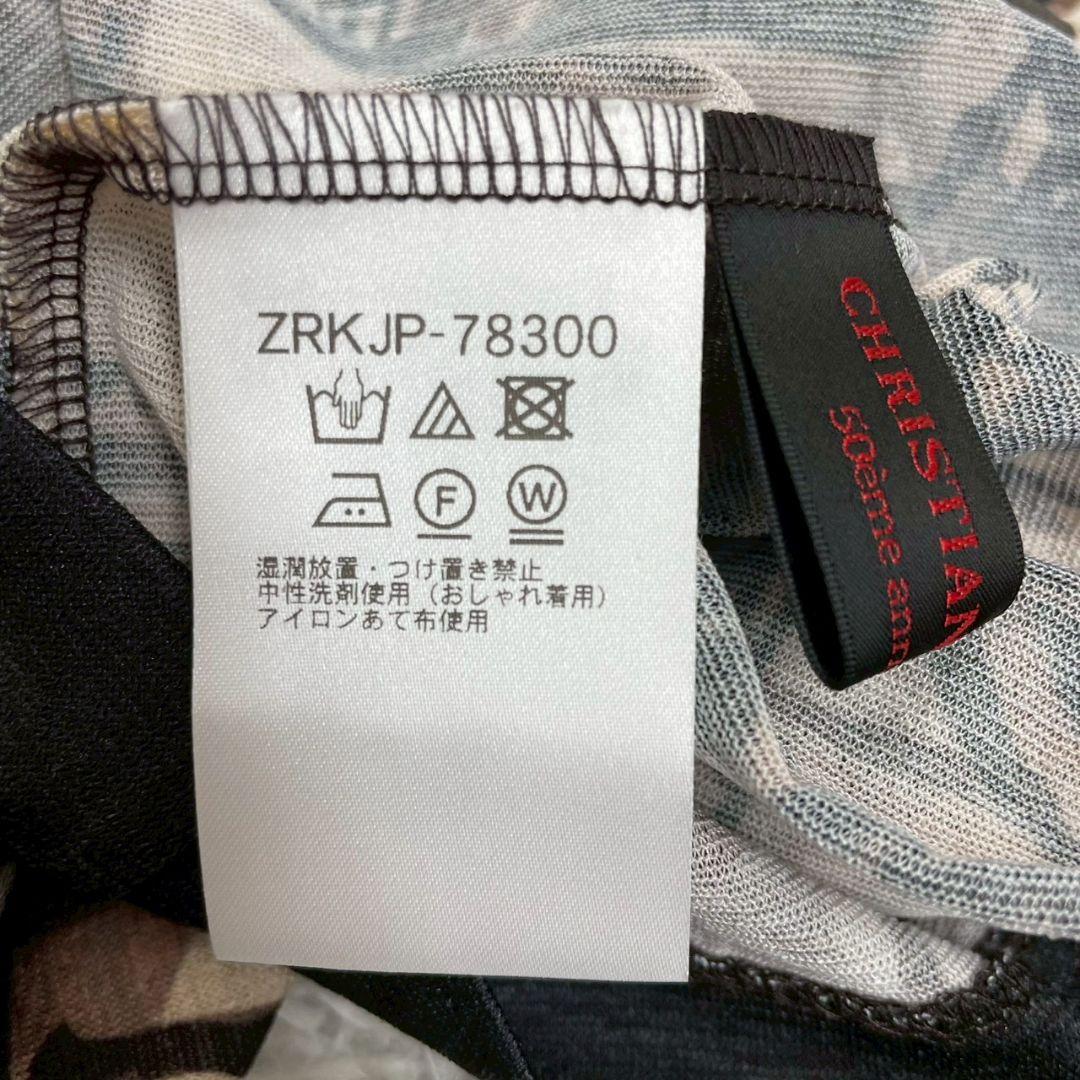 ZRKJP-78300
F W
湿潤放置・つけ置き禁止
中性洗剤使用（おしゃれ着用）
アイロンあて布使用
CHRISTIAN
50ème